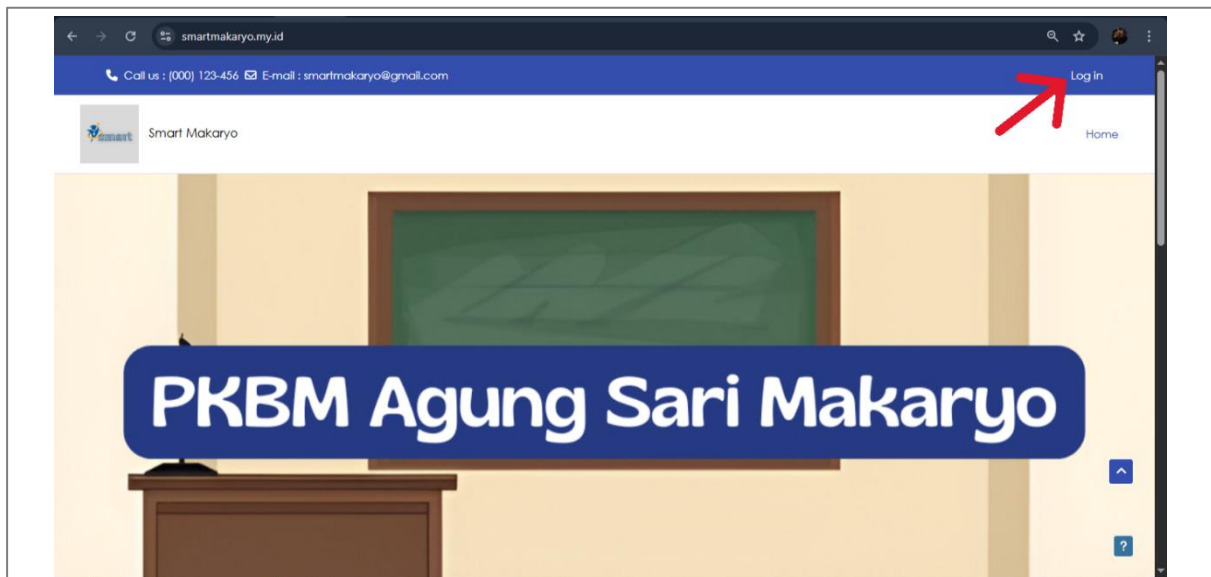 smartmakaryo.my.id
Call us : (000) 123-456 E-mail : smartmakaryo@gmail.com
Log in
smart
Smart Makaryo
Home
PKBM Agung Sari Makaryo
?